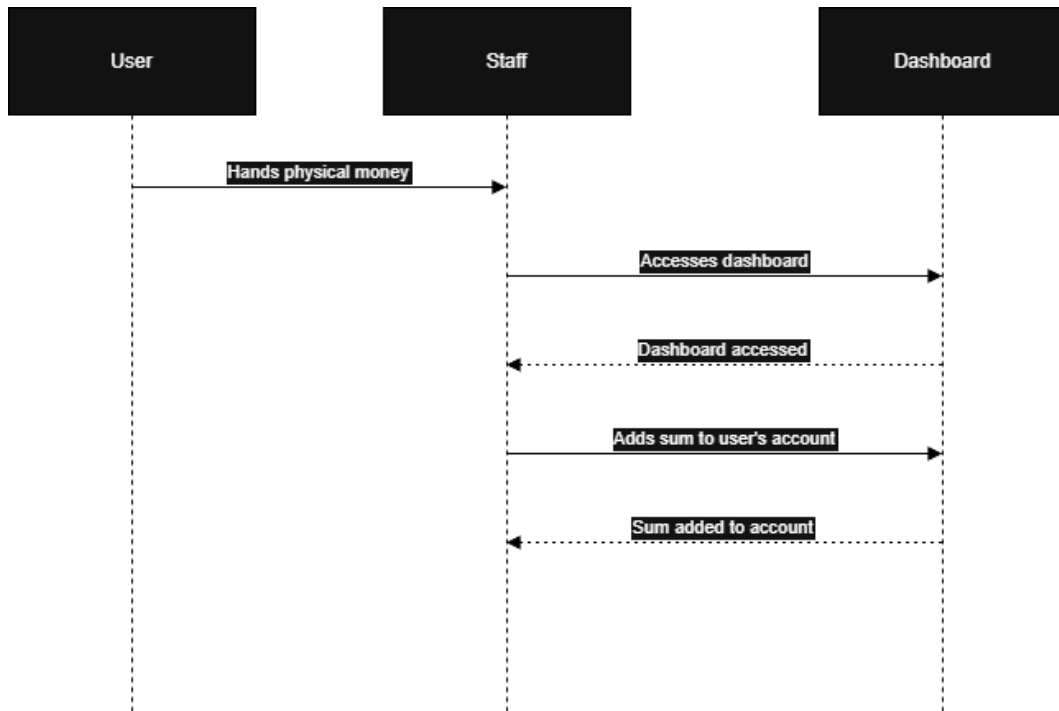 User
Staff
Dashboard
Hands physical money
Accesses dashboard
Dashboard accessed
Adds sum to user's account
Sum added to account